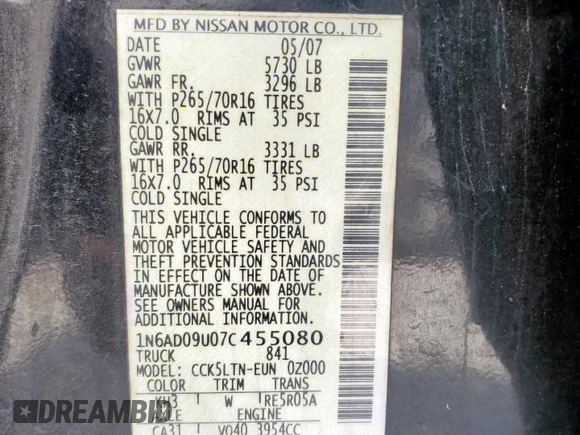 MFD BY NISSAN MOTOR CO., LTD.
DATE 05/07
GVWR 5730 LB
GAWR FR. 3296 LB
WITH P265/70R16 TIRES
16X7.0 RIMS AT 35 PSI
COLD SINGLE
GAWR RR. 3331 LB
WITH P265/70R16 TIRES
16X7.0 RIMS AT 35 PSI
COLD SINGLE
THIS VEHICLE CONFORMS TO
ALL APPLICABLE FEDERAL
MOTOR VEHICLE SAFETY AND
THEFT PREVENTION STANDARDS
IN EFFECT ON THE DATE OF
MANUFACTURE SHOWN ABOVE.
SEE OWNERS MANUAL FOR
ADDITIONAL INFORMATION.
1N6AD09U07C455080
TRUCK 841
MODEL: CCK5LTN-EUN 0Z000
COLOR TRIM TRANS
KH3 W RE5R05A
AXLE ENGINE
CA31 VQ40 3954CC
DREAMBID
.COM